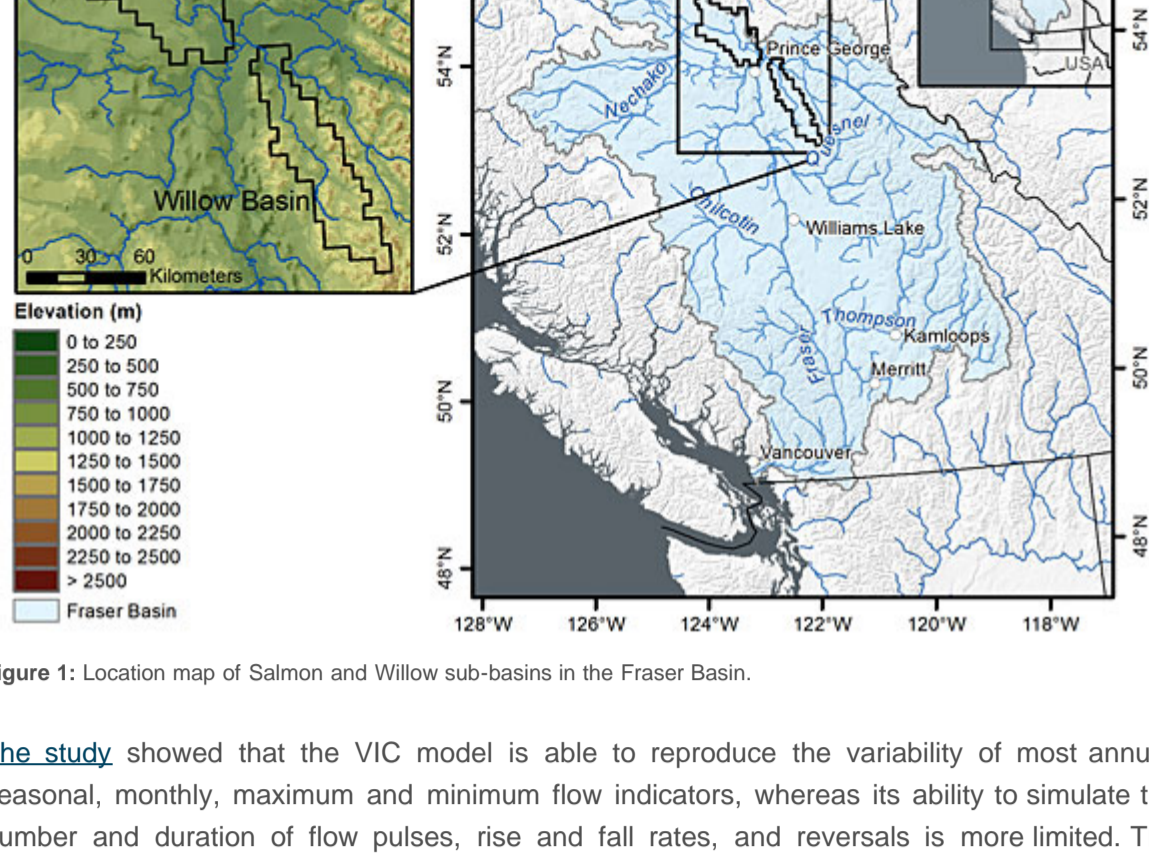 Willow Basin
0 30 60
Kilometers
Elevation (m)
0 to 250
250 to 500
500 to 750
750 to 1000
1000 to 1250
1250 to 1500
1500 to 1750
1750 to 2000
2000 to 2250
2250 to 2500
> 2500
Fraser Basin
54°N
52°N
50°N
48°N
Prince George
Nechako
Quesnel
Chilcotin
Williams Lake
Thompson
Kamloops
Fraser
Merritt
Vancouver
USA
54°N
52°N
50°N
48°N
128°W 126°W 124°W 122°W 120°W 118°W
igure 1: Location map of Salmon and Willow sub-basins in the Fraser Basin.
he study showed that the VIC model is able to reproduce the variability of most annu
easonal, monthly, maximum and minimum flow indicators, whereas its ability to simulate t
umber and duration of flow pulses, rise and fall rates, and reversals is more limited. T